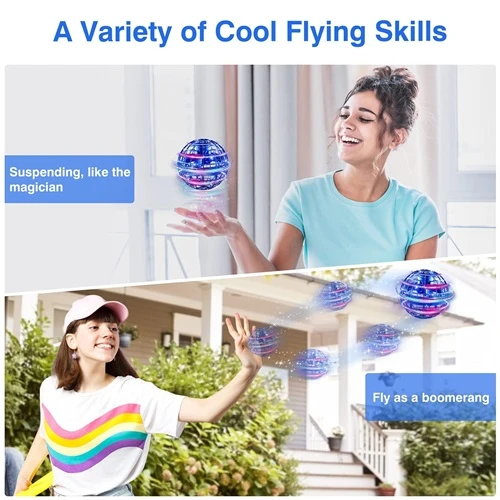 A Variety of Cool Flying Skills
Suspending, like the
magician
Fly as a boomerang